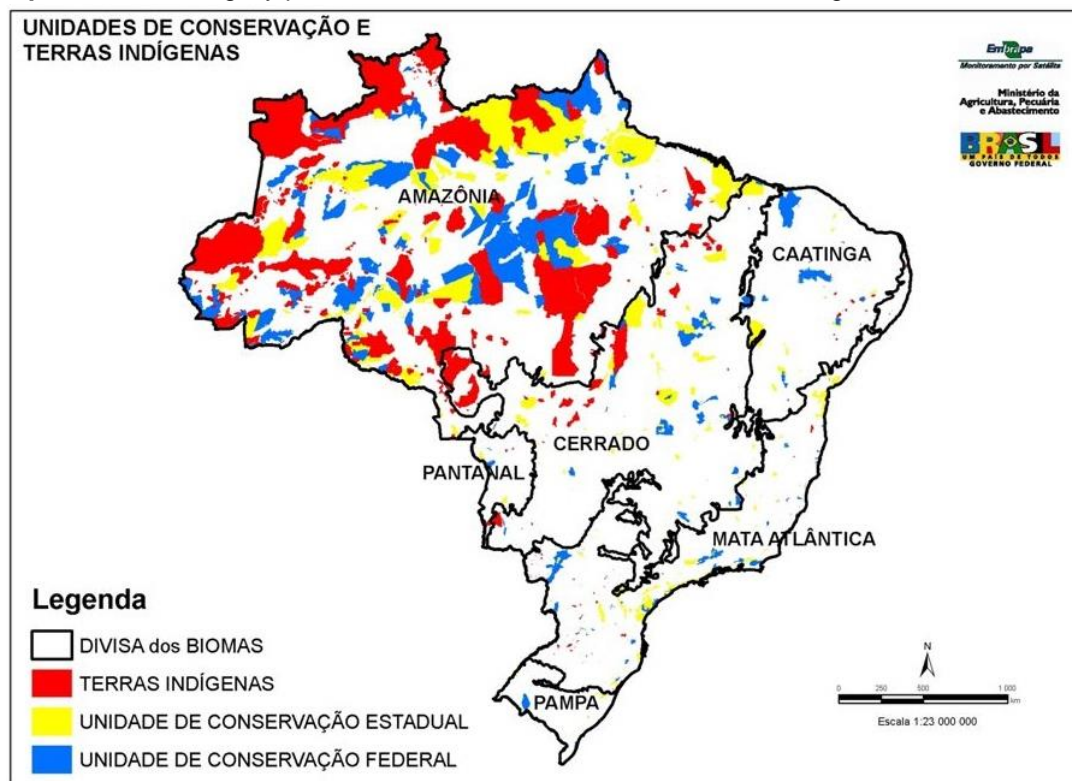 UNIDADES DE CONSERVAÇÃO E
TERRAS INDÍGENAS
Embrapa
Monitoramento por Satélite
Ministério da
Agricultura, Pecuária
e Abastecimento
BRASIL
UM PAÍS DE TODOS
GOVERNO FEDERAL
AMAZÔNIA
CAATINGA
CERRADO
PANTANAL
MATA ATLÂNTICA
PAMPA
Legenda
DIVISA dos BIOMAS
TERRAS INDÍGENAS
UNIDADE DE CONSERVAÇÃO ESTADUAL
UNIDADE DE CONSERVAÇÃO FEDERAL
N
0 250 500 1 000
km
Escala 1:23 000 000